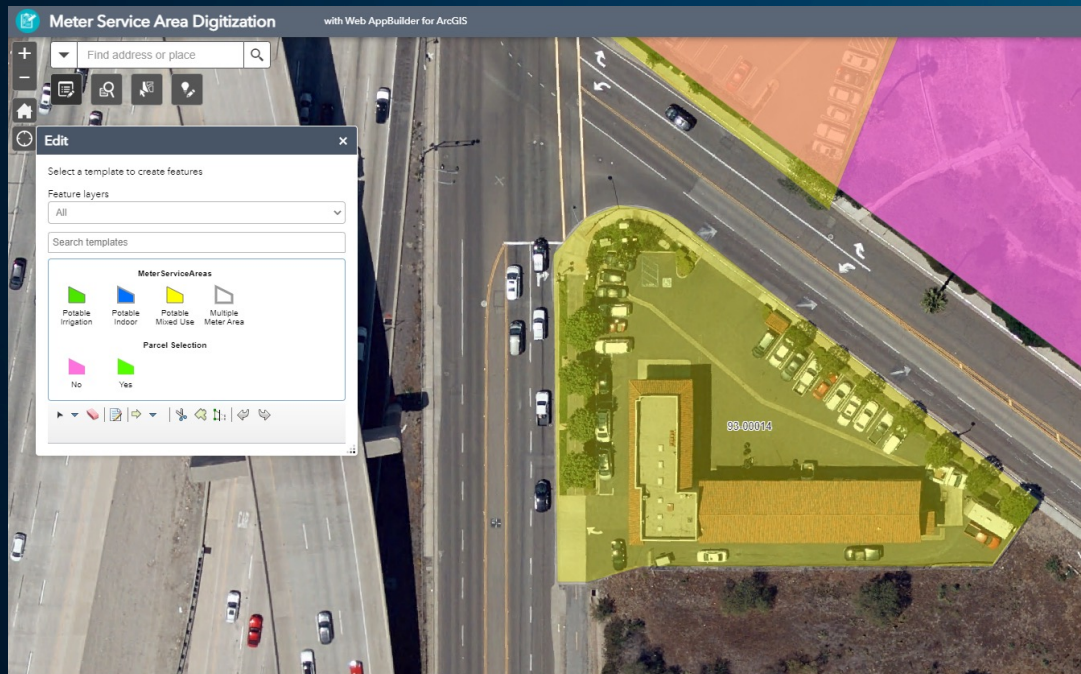 Meter Service Area Digitization with Web AppBuilder for ArcGIS
Find address or place
Edit
Select a template to create features
Feature layers
All
Search templates
MeterServiceAreas
Potable Irrigation
Potable Indoor
Potable Mixed Use
Multiple Meter Area
Parcel Selection
No
Yes
93-03014